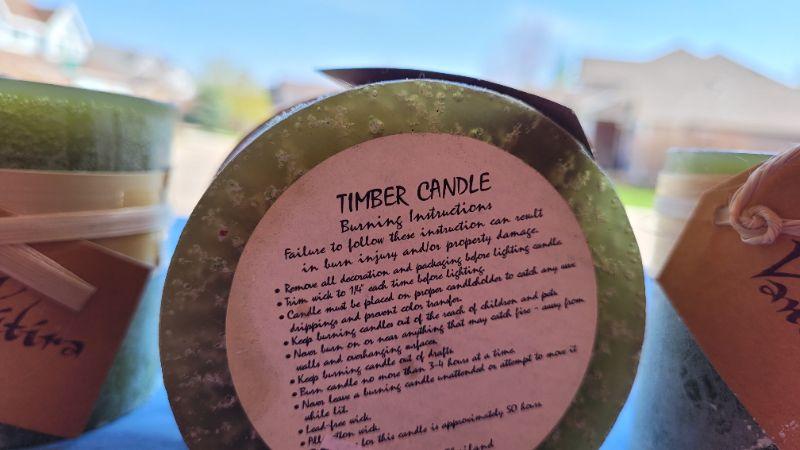 TIMBER CANDLE
Burning Instructions
Failure to follow these instruction can result
in burn injury and/or property damage.
• Remove all decoration and packaging before lighting candle
• Trim wick to 1/4" each time before lighting.
• Candle must be placed on proper candleholder to catch any wax
drippings and prevent color transfer.
• Keep burning candles out of the reach of children and pets
• Never burn on or near anything that may catch fire - away from
walls and overhanging surfaces
• Keep burning candle out of drafts
• Burn candle no more than 3-4 hours at a time.
• Never leave a burning candle unattended or attempt to move it
while lit.
• Lead-free wick.
• All wick.
for this candle is approximately 50 hours